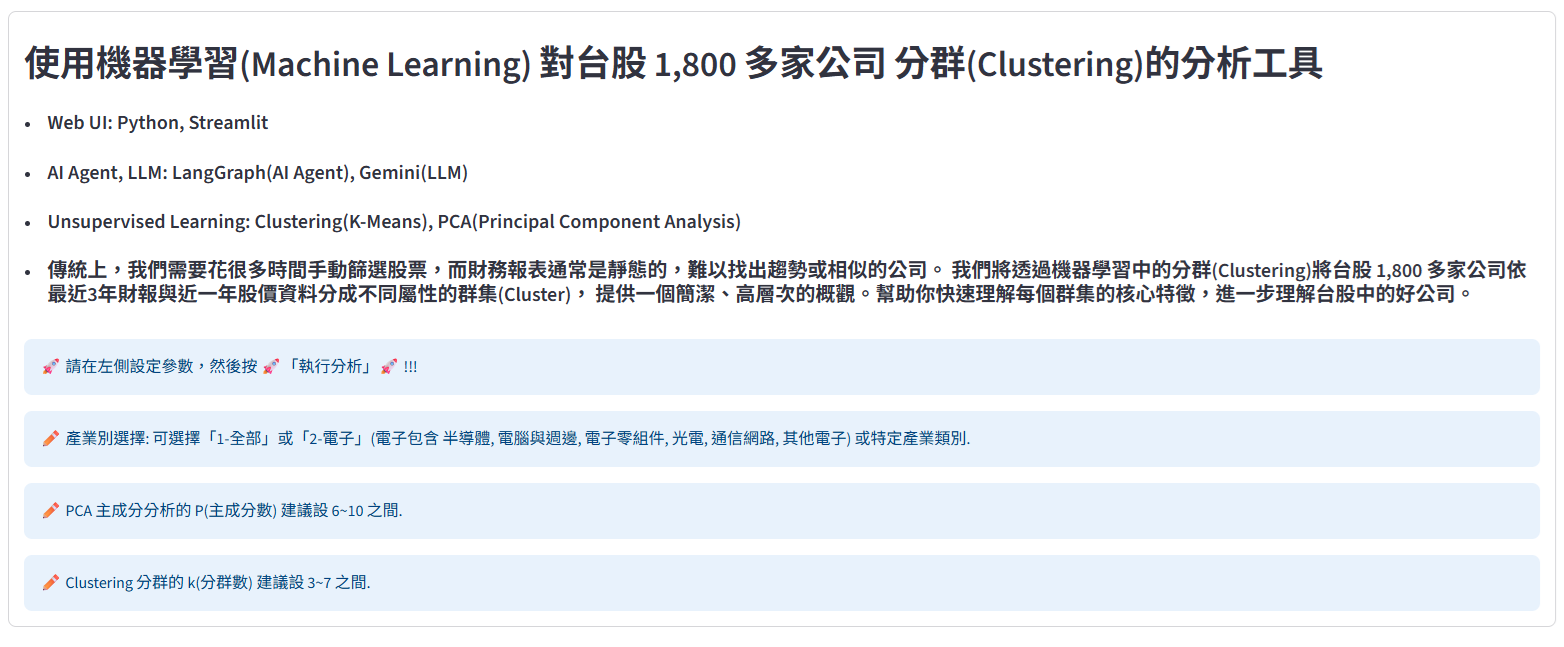 使用機器學習(Machine Learning) 對台股 1,800 多家公司 分群(Clustering)的分析工具
• Web UI: Python, Streamlit
• AI Agent, LLM: LangGraph(AI Agent), Gemini(LLM)
• Unsupervised Learning: Clustering(K-Means), PCA(Principal Component Analysis)
• 傳統上，我們需要花很多時間手動篩選股票，而財務報表通常是靜態的，難以找出趨勢或相似的公司。 我們將透過機器學習中的分群(Clustering)將台股 1,800 多家公司依
最近3年財報與近一年股價資料分成不同屬性的群集(Cluster)， 提供一個簡潔、高層次的概觀。幫助你快速理解每個群集的核心特徵，進一步理解台股中的好公司。
🚀 請在左側設定參數，然後按 🚀「執行分析」🚀 !!!
✏️ 產業別選擇: 可選擇「1-全部」或「2-電子」(電子包含 半導體, 電腦與週邊, 電子零組件, 光電, 通信網路, 其他電子) 或特定產業類別.
✏️ PCA 主成分分析的 P(主成分數) 建議設 6~10 之間.
✏️ Clustering 分群的 k(分群數) 建議設 3~7 之間.